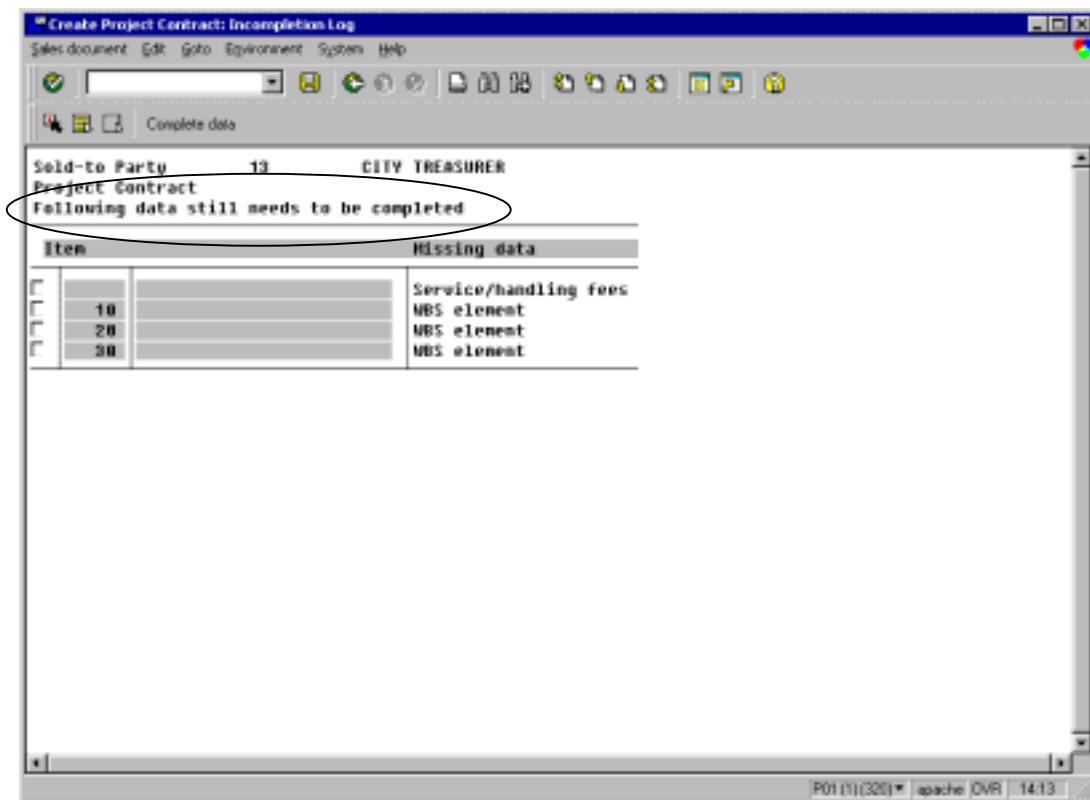 Create Project Contract: Incompletion Log
Sales document Edit Goto Environment System Help
Complete data
Sold-to Party 13 CITY TREASURER
Project Contract
Following data still needs to be completed
Item Missing data
Service/handling fees
10 WBS element
20 WBS element
30 WBS element
P01 (1) (320) apache OVR 14:13